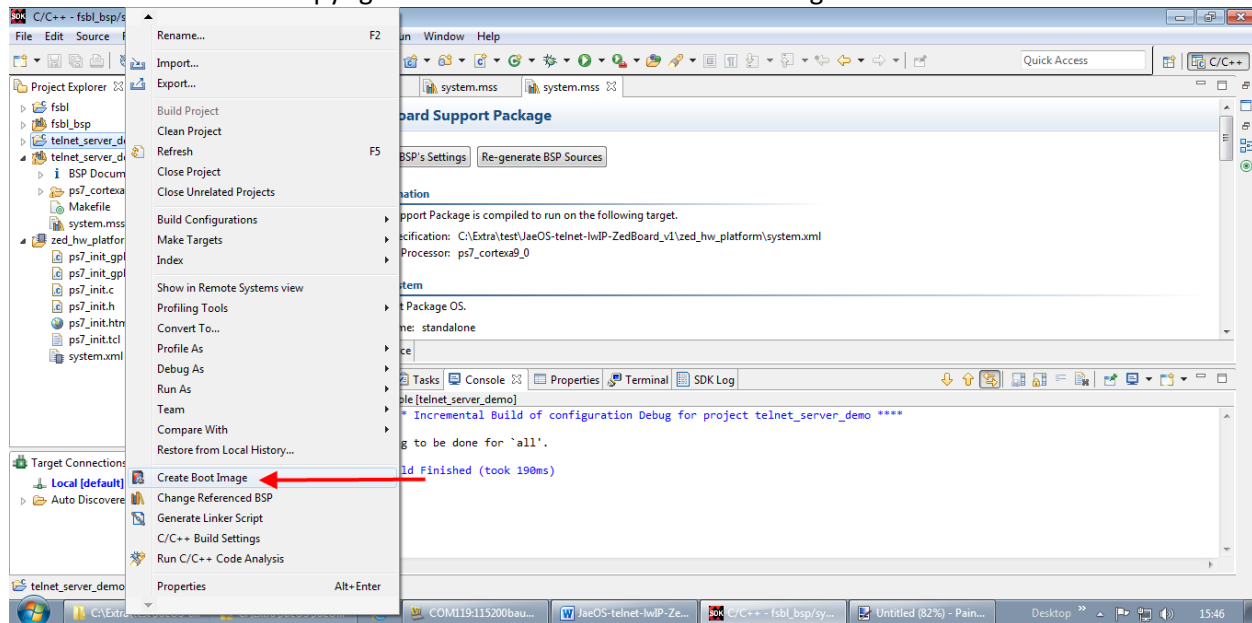 C/C++ - fsbl_bsp/s
File Edit Source un Window Help
Quick Access
C/C++
Project Explorer
fsbl
fsbl_bsp
telnet_server_d
telnet_server_d
BSP Docum
ps7_cortexa
Makefile
system.mss
zed_hw_platfor
ps7_init_gpl
ps7_init_gpl
ps7_init.c
ps7_init.h
ps7_init.htm
ps7_init.tcl
system.xml
Target Connections
Local [default]
Auto Discovere
telnet_server_demo
Rename... F2
Import...
Export...
Build Project
Clean Project
Refresh F5
Close Project
Close Unrelated Projects
Build Configurations
Make Targets
Index
Show in Remote Systems view
Profiling Tools
Convert To...
Profile As
Debug As
Run As
Team
Compare With
Restore from Local History...
Create Boot Image
Change Referenced BSP
Generate Linker Script
C/C++ Build Settings
Run C/C++ Code Analysis
Properties Alt+Enter
system.mss system.mss
oard Support Package
BSP's Settings Re-generate BSP Sources
nation
pport Package is compiled to run on the following target.
ecification: C:\Extra\test\JaeOS-telnet-lwIP-ZedBoard_v1\zed_hw_platform\system.xml
Processor: ps7_cortexa9_0
tem
t Package OS.
me: standalone
ce
Tasks Console Properties Terminal SDK Log
ole [telnet_server_demo]
* Incremental Build of configuration Debug for project telnet_server_demo ****
g to be done for `all'.
ld Finished (took 190ms)
C:\Extr COM119:115200bau... JaeOS-telnet-lwIP-Ze... C/C++ - fsbl_bsp/sy... Untitled (82%) - Pain... Desktop 15:46